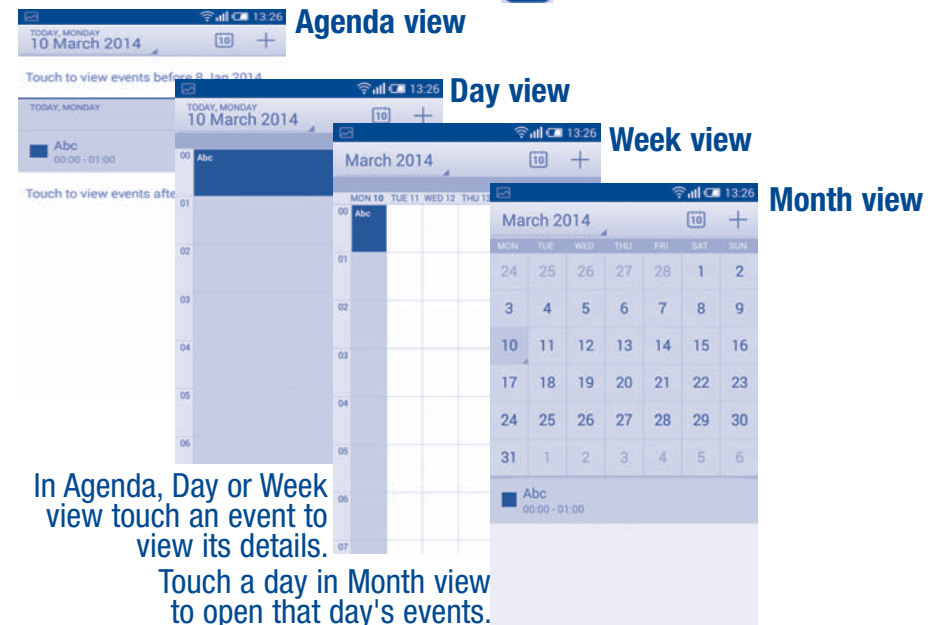 Agenda view
13:26
TODAY, MONDAY
10 March 2014
10
Touch to view events before 8 Jan 2014
TODAY, MONDAY
Abc
00:00 - 01:00
Touch to view events afte
Day view
13:26
TODAY, MONDAY
10 March 2014
10
00 Abc
01
02
03
04
05
06
Week view
13:26
March 2014
10
MON 10 TUE 11 WED 12 THU 13
00 Abc
01
02
03
04
05
06
07
Month view
13:26
March 2014
10
MON TUE WED THU FRI SAT SUN
24 25 26 27 28 1 2
3 4 5 6 7 8 9
10 11 12 13 14 15 16
17 18 19 20 21 22 23
24 25 26 27 28 29 30
31 1 2 3 4 5 6
Abc
00:00 - 01:00
In Agenda, Day or Week
view touch an event to
view its details.
Touch a day in Month view
to open that day's events.